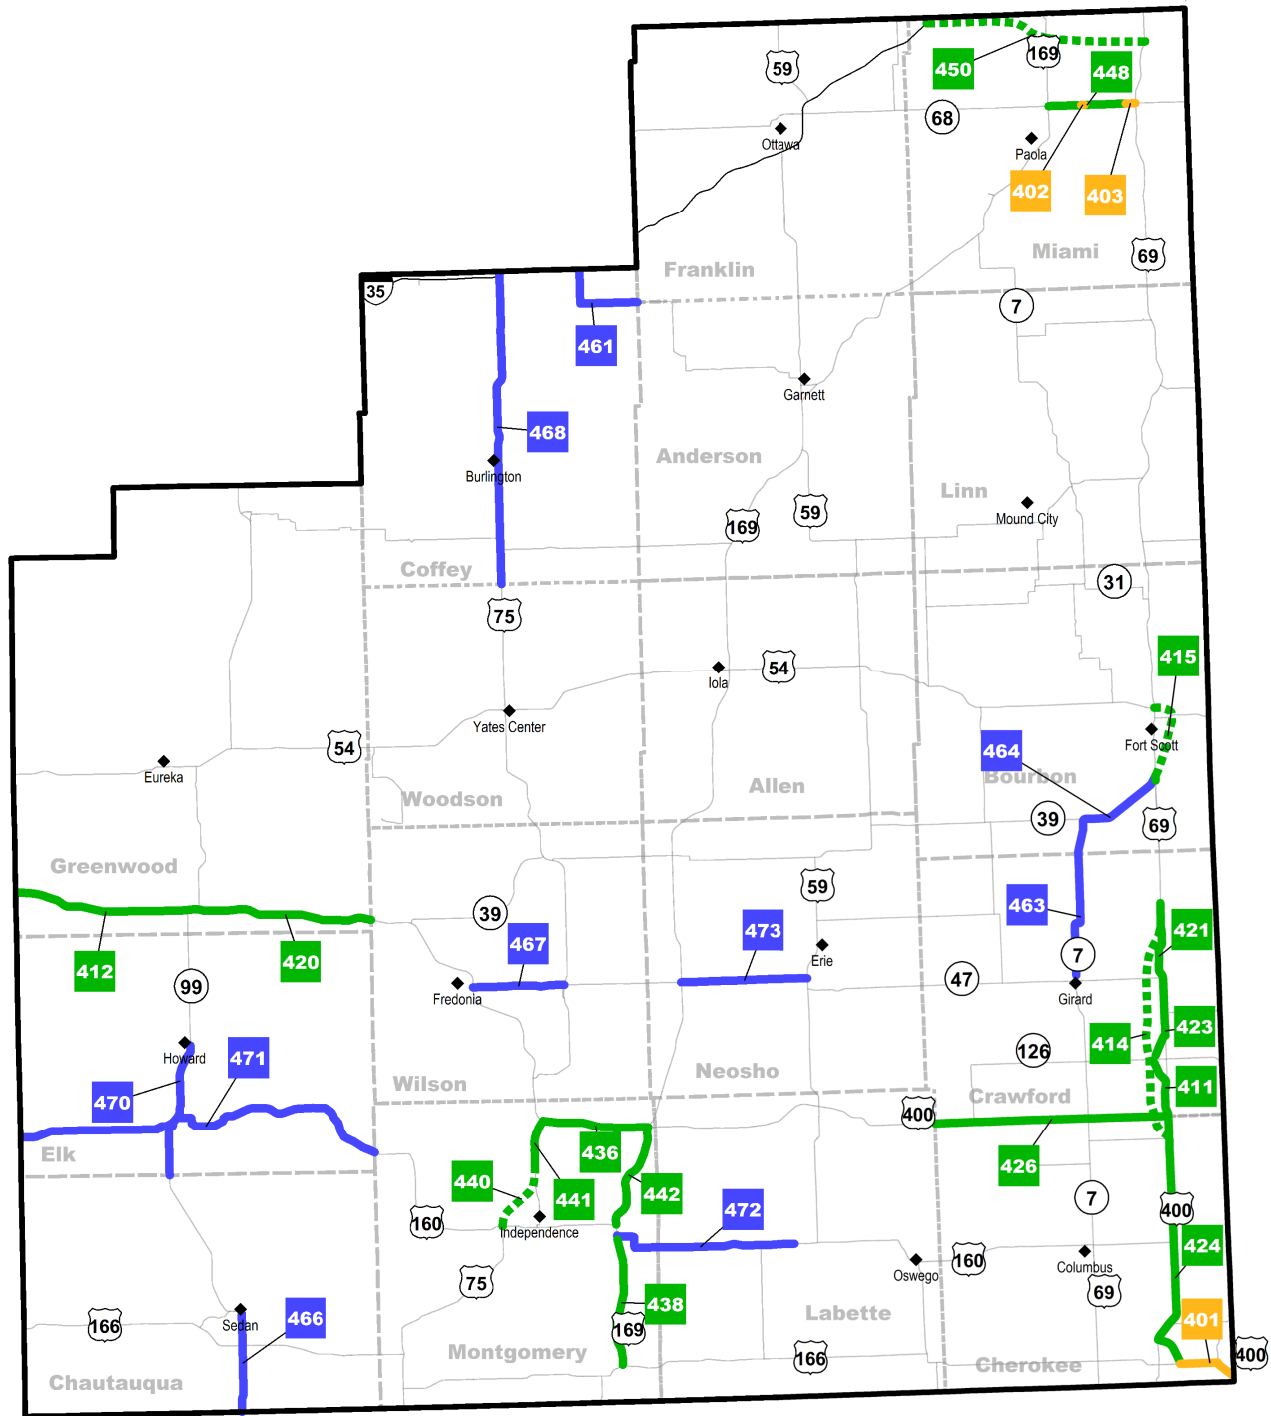 59
169
450
448
68
Ottawa
Paola
402
403
Miami
69
Franklin
35
7
461
Garnett
468
Burlington
Anderson
Linn
59
169
Mound City
Coffey
31
75
415
Iola
54
Yates Center
Fort Scott
54
464
Bourbon
Eureka
Allen
Woodson
39
69
Greenwood
59
39
463
467
473
421
Erie
7
412
420
47
Fredonia
99
Girard
423
414
Howard
471
126
Neosho
411
Wilson
470
Crawford
400
Elk
436
426
440
441
442
7
472
400
160
Independence
424
160
Columbus
Oswego
75
69
438
Labette
466
401
166
Sedan
169
400
Montgomery
166
Cherokee
Chautauqua